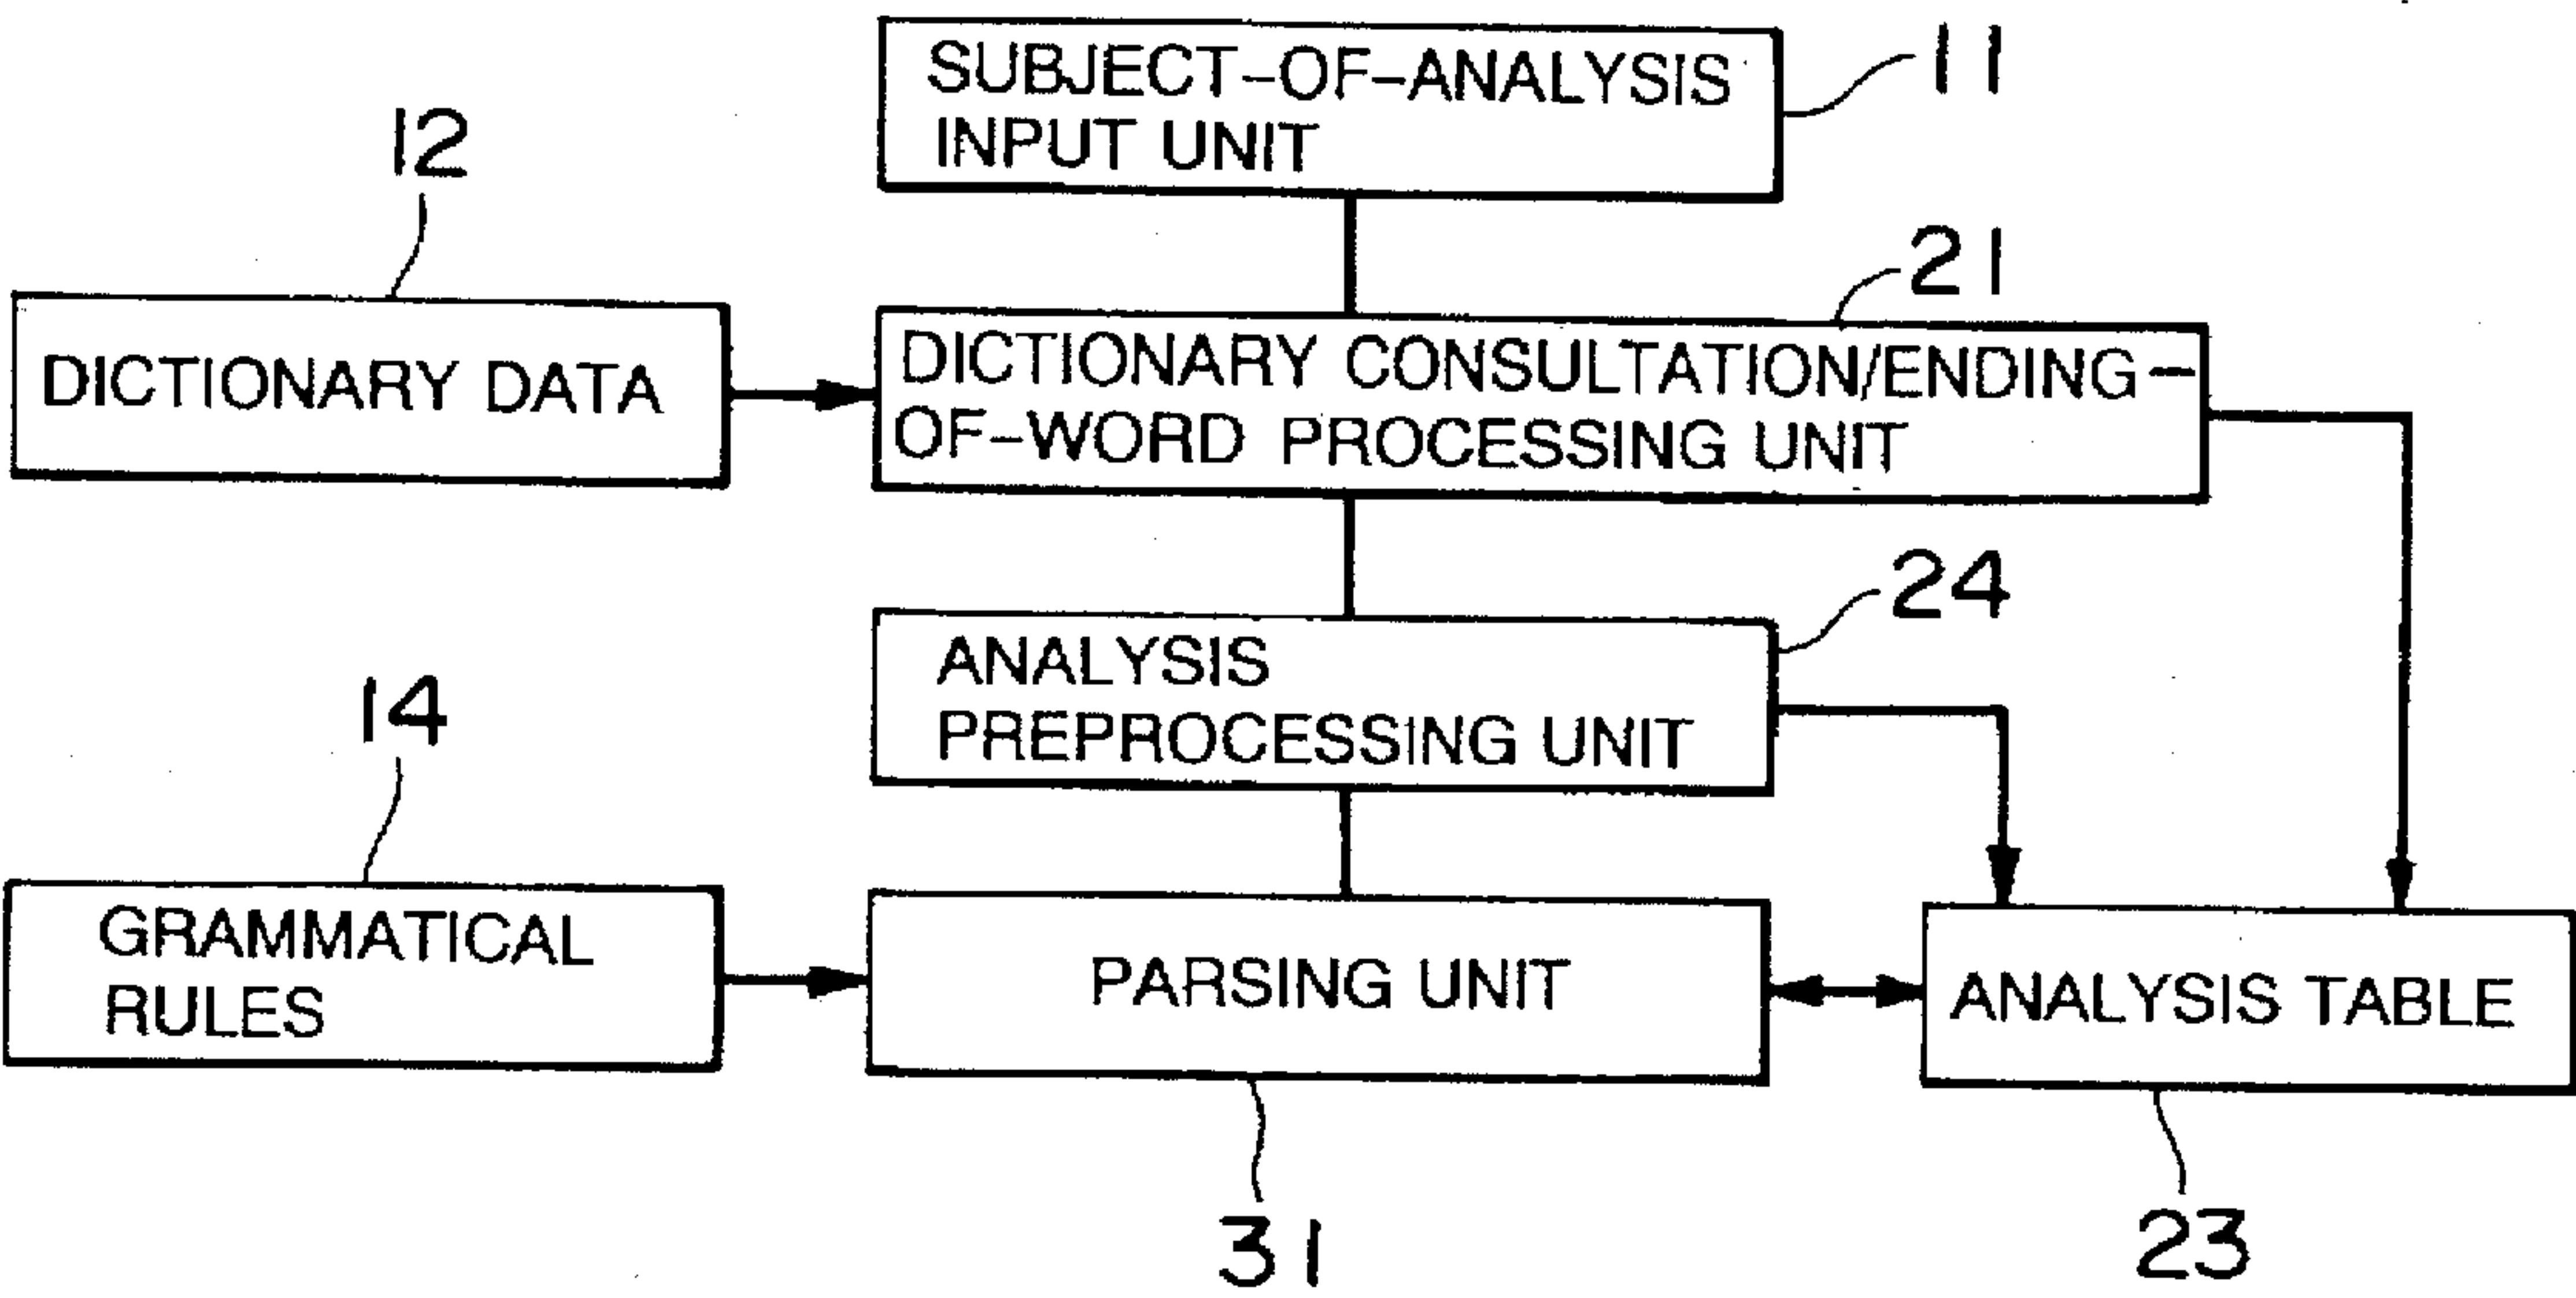 11
SUBJECT-OF-ANALYSIS
INPUT UNIT
12
21
DICTIONARY DATA
DICTIONARY CONSULTATION/ENDING-
OF-WORD PROCESSING UNIT
24
ANALYSIS
PREPROCESSING UNIT
14
GRAMMATICAL
RULES
PARSING UNIT
ANALYSIS TABLE
31
23